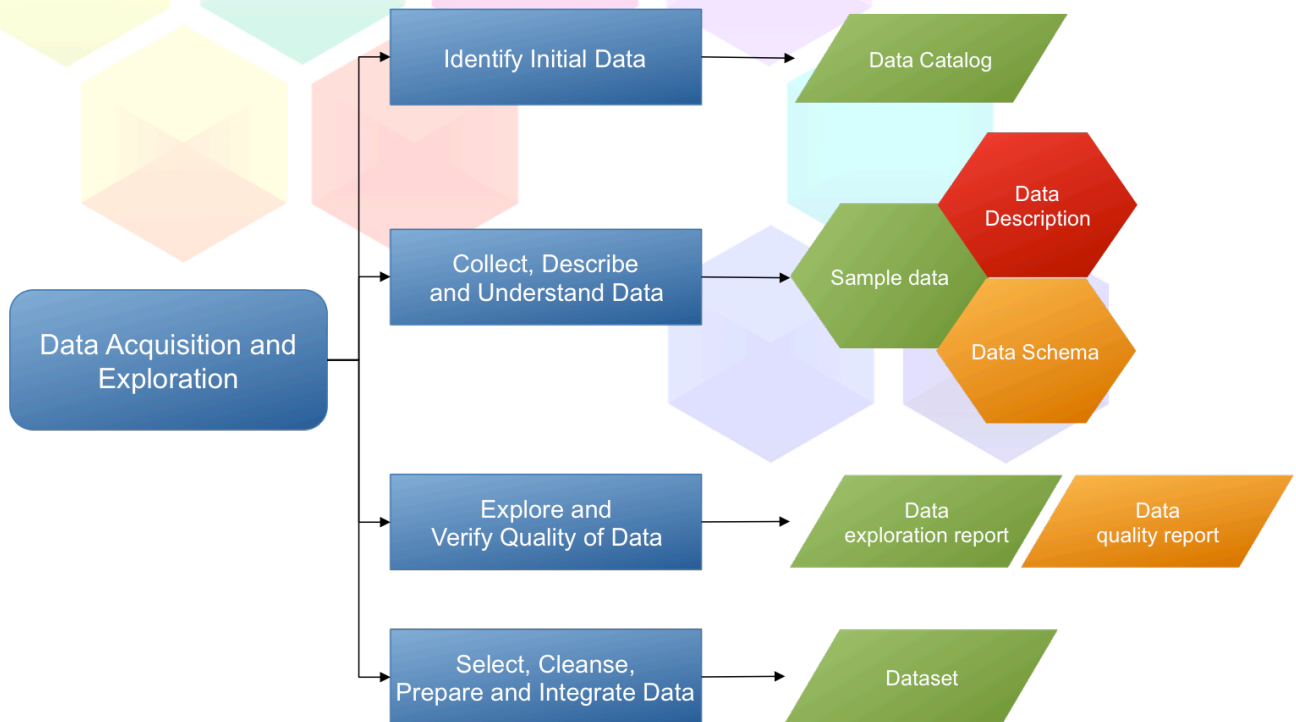 Identify Initial Data
Data Catalog
Data
Description
Collect, Describe
and Understand Data
Sample data
Data Acquisition and
Exploration
Data Schema
Explore and
Verify Quality of Data
Data
exploration report
Data
quality report
Select, Cleanse,
Prepare and Integrate Data
Dataset